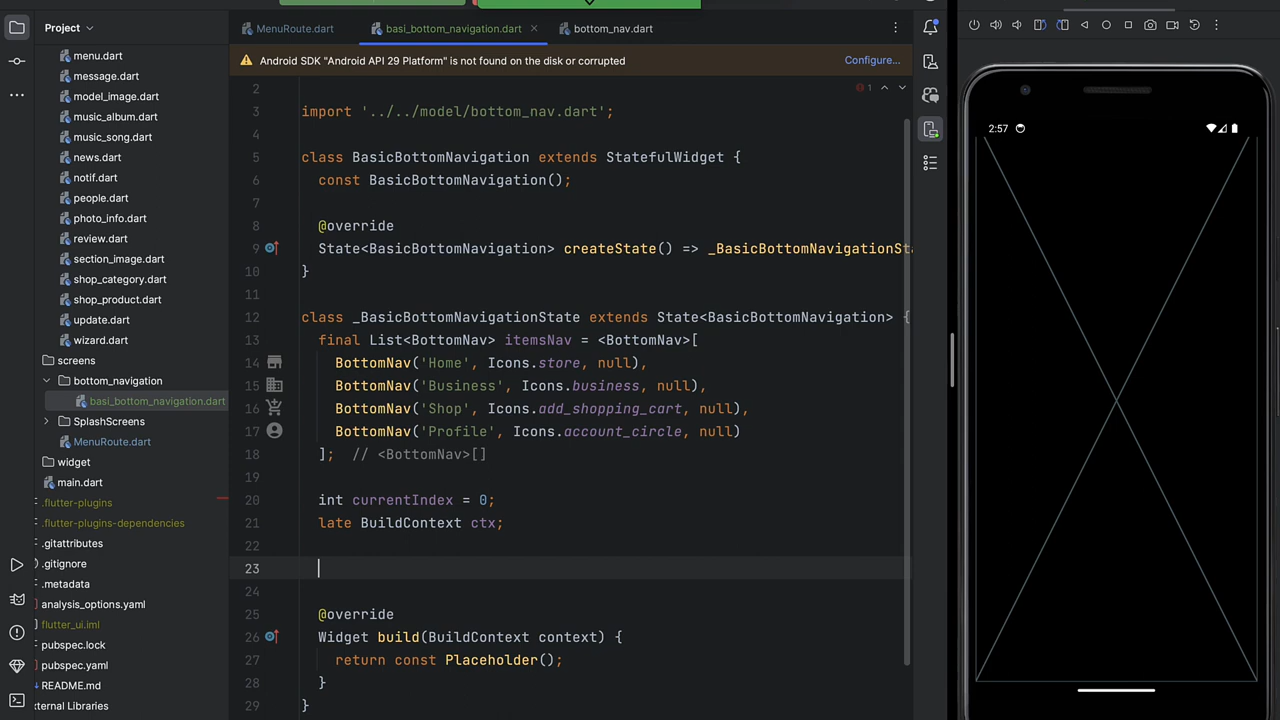 Project
MenuRoute.dart
basi_bottom_navigation.dart
bottom_nav.dart
Android SDK "Android API 29 Platform" is not found on the disk or corrupted
Configure...
menu.dart
message.dart
model_image.dart
music_album.dart
music_song.dart
news.dart
notif.dart
people.dart
photo_info.dart
review.dart
section_image.dart
shop_category.dart
shop_product.dart
update.dart
wizard.dart
screens
bottom_navigation
basi_bottom_navigation.dart
SplashScreens
MenuRoute.dart
widget
main.dart
.flutter-plugins
.flutter-plugins-dependencies
.gitattributes
.gitignore
.metadata
analysis_options.yaml
flutter_ui.iml
pubspec.lock
pubspec.yaml
README.md
xternal Libraries
1
2
3 import '../../model/bottom_nav.dart';
4
5 class BasicBottomNavigation extends StatefulWidget {
6 const BasicBottomNavigation();
7
8 @override
9 State<BasicBottomNavigation> createState() => _BasicBottomNavigationSta
10 }
11
12 class _BasicBottomNavigationState extends State<BasicBottomNavigation> {
13 final List<BottomNav> itemsNav = <BottomNav>[
14 BottomNav('Home', Icons.store, null),
15 BottomNav('Business', Icons.business, null),
16 BottomNav('Shop', Icons.add_shopping_cart, null),
17 BottomNav('Profile', Icons.account_circle, null)
18 ]; // <BottomNav>[]
19
20 int currentIndex = 0;
21 late BuildContext ctx;
22
23
24
25 @override
26 Widget build(BuildContext context) {
27 return const Placeholder();
28 }
29 }
2:57